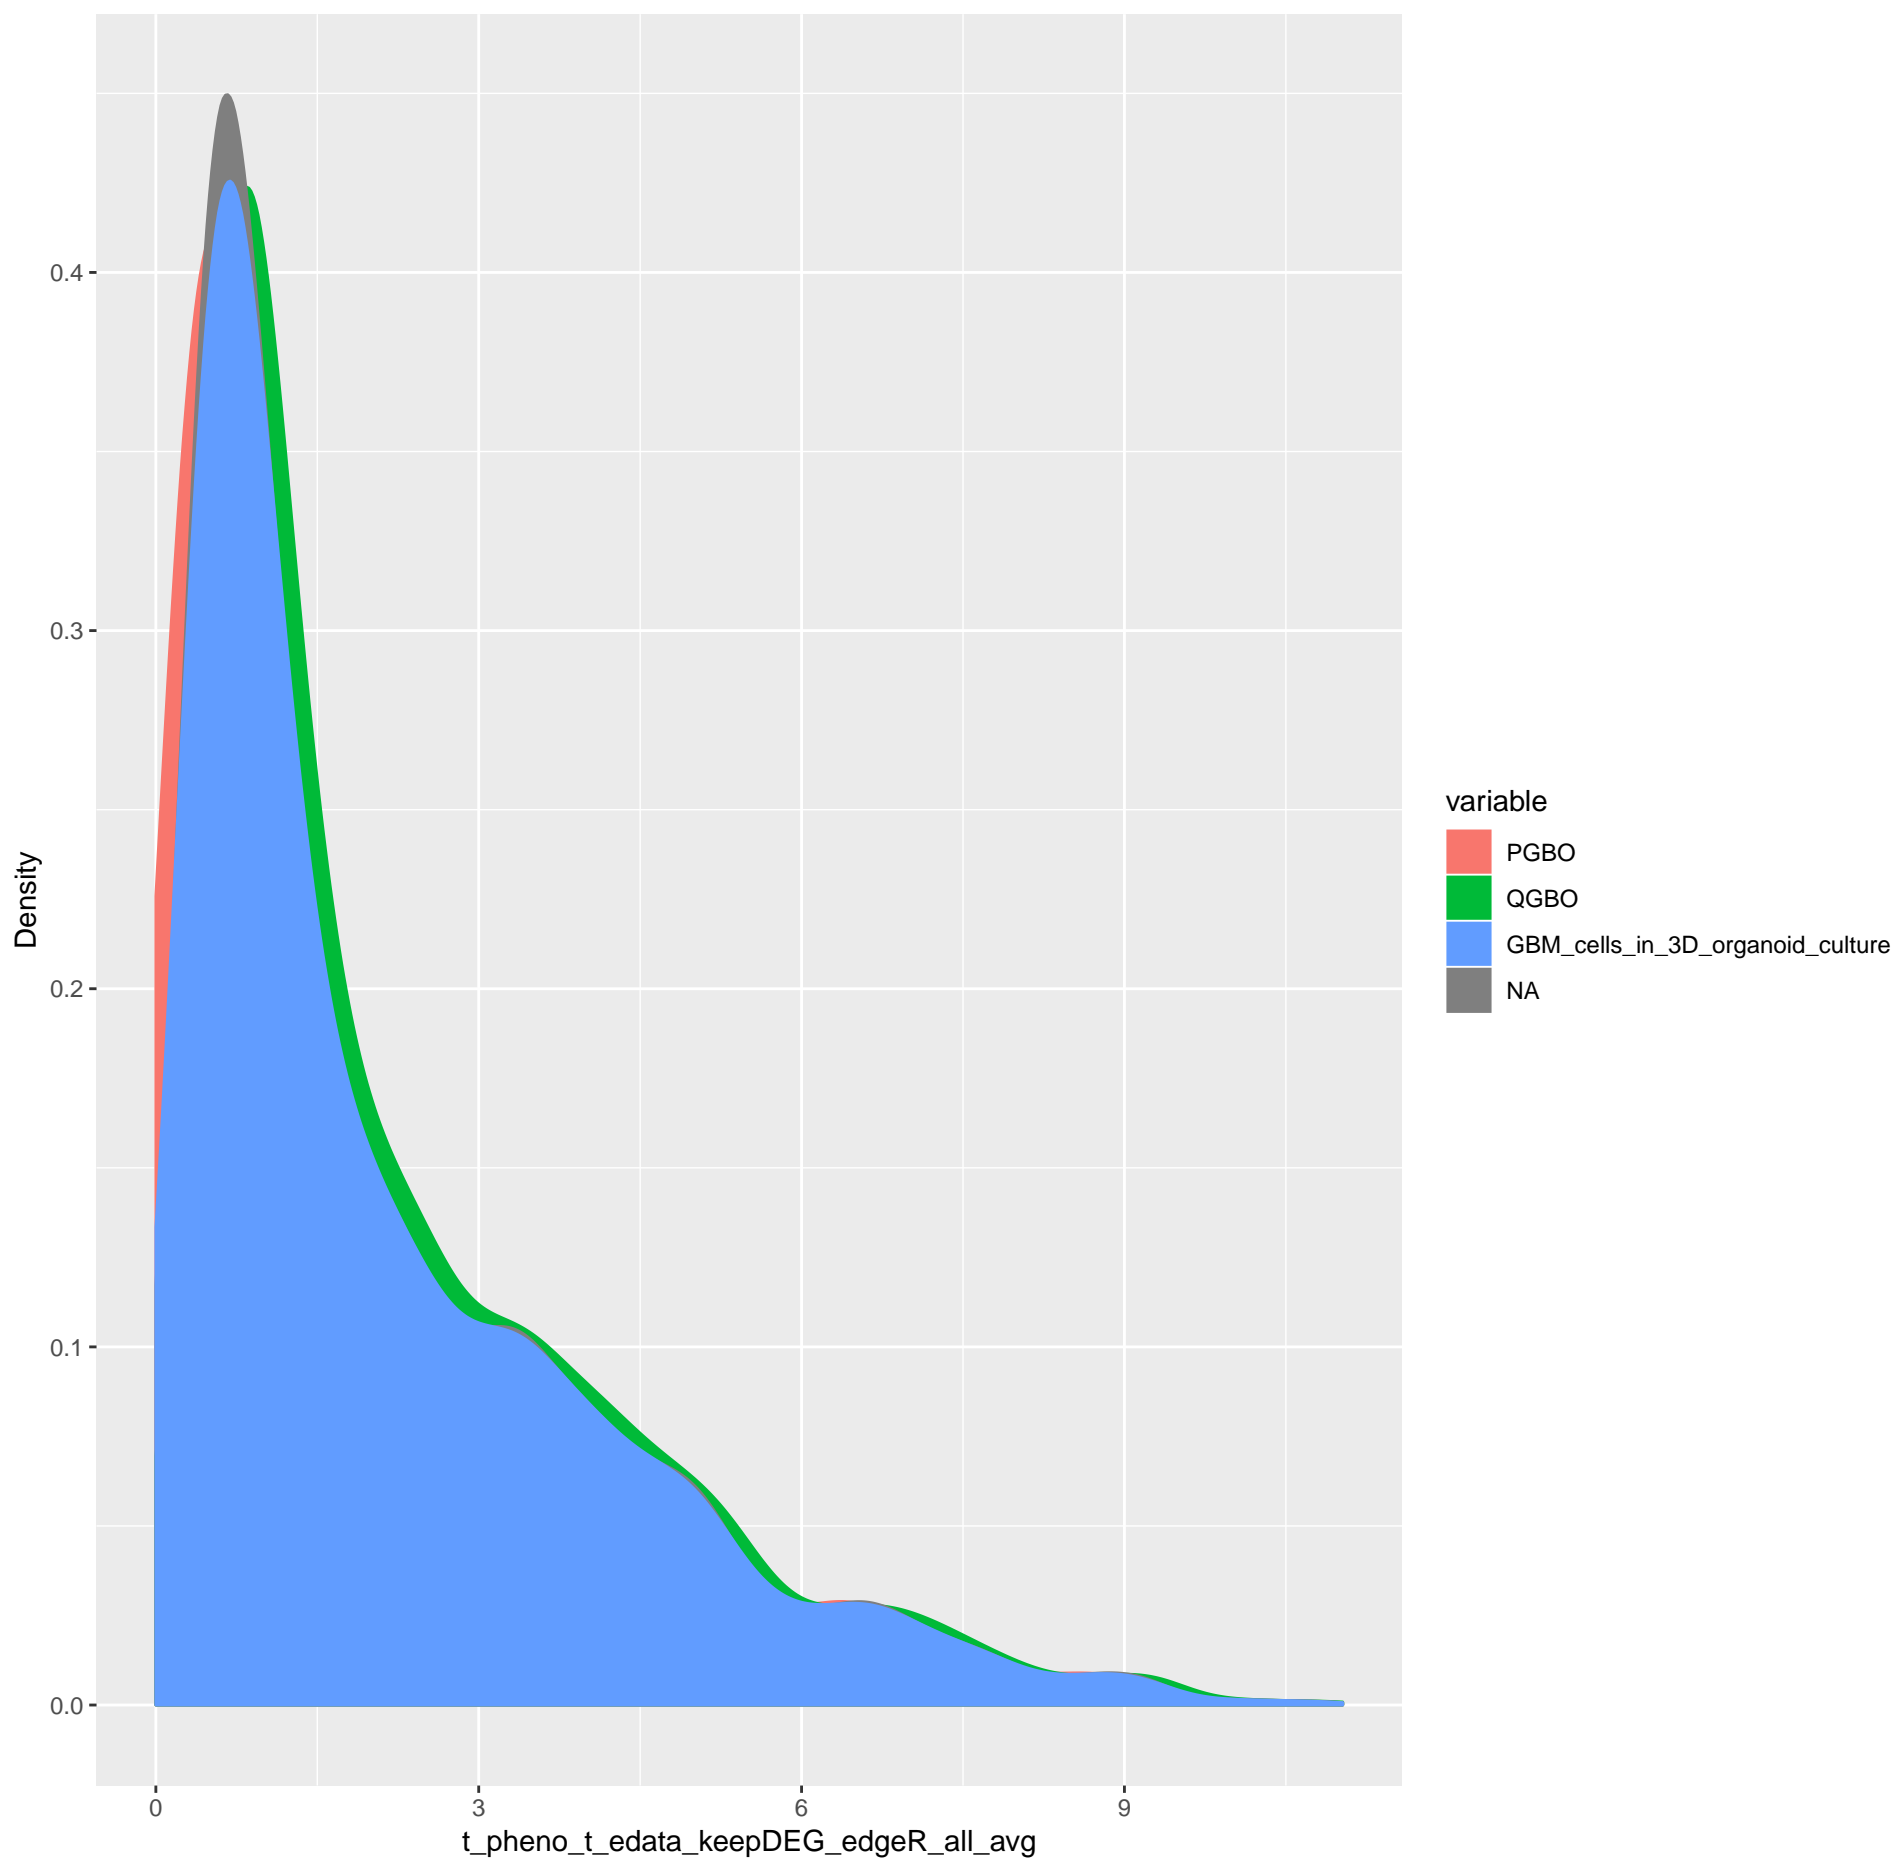 0.4
0.3
0.2
0.1
0.0
Density
0
3
6
9
t_pheno_t_edata_keepDEG_edgeR_all_avg
variable
PGBO
QGBO
GBM_cells_in_3D_organoid_culture
NA